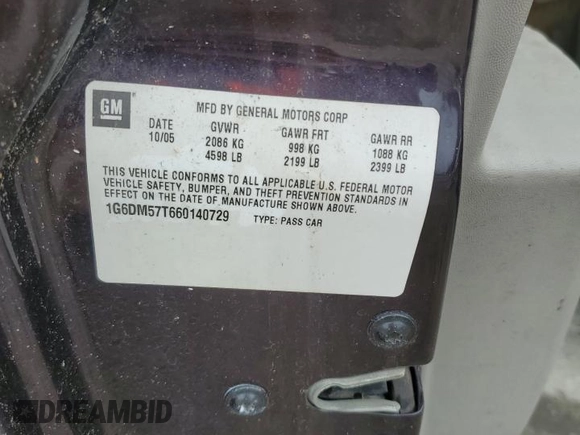 GM
MFD BY GENERAL MOTORS CORP
DATE GVWR GAWR FRT GAWR RR
10/05 2086 KG 998 KG 1088 KG
4598 LB 2199 LB 2399 LB
THIS VEHICLE CONFORMS TO ALL APPLICABLE U.S. FEDERAL MOTOR
VEHICLE SAFETY, BUMPER, AND THEFT PREVENTION STANDARDS IN
EFFECT ON THE DATE OF MANUFACTURE SHOWN ABOVE.
1G6DM57T660140729 TYPE: PASS CAR
DREAMBID